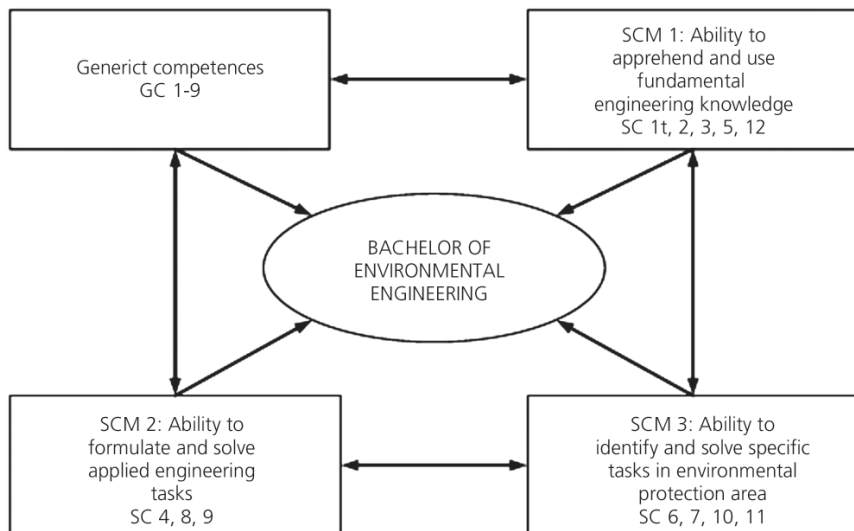 Generict competences
GC 1-9
SCM 1: Ability to
apprehend and use
fundamental
engineering knowledge
SC 1t, 2, 3, 5, 12
BACHELOR OF
ENVIRONMENTAL
ENGINEERING
SCM 2: Ability to
formulate and solve
applied engineering
tasks
SC 4, 8, 9
SCM 3: Ability to
identify and solve specific
tasks in environmental
protection area
SC 6, 7, 10, 11